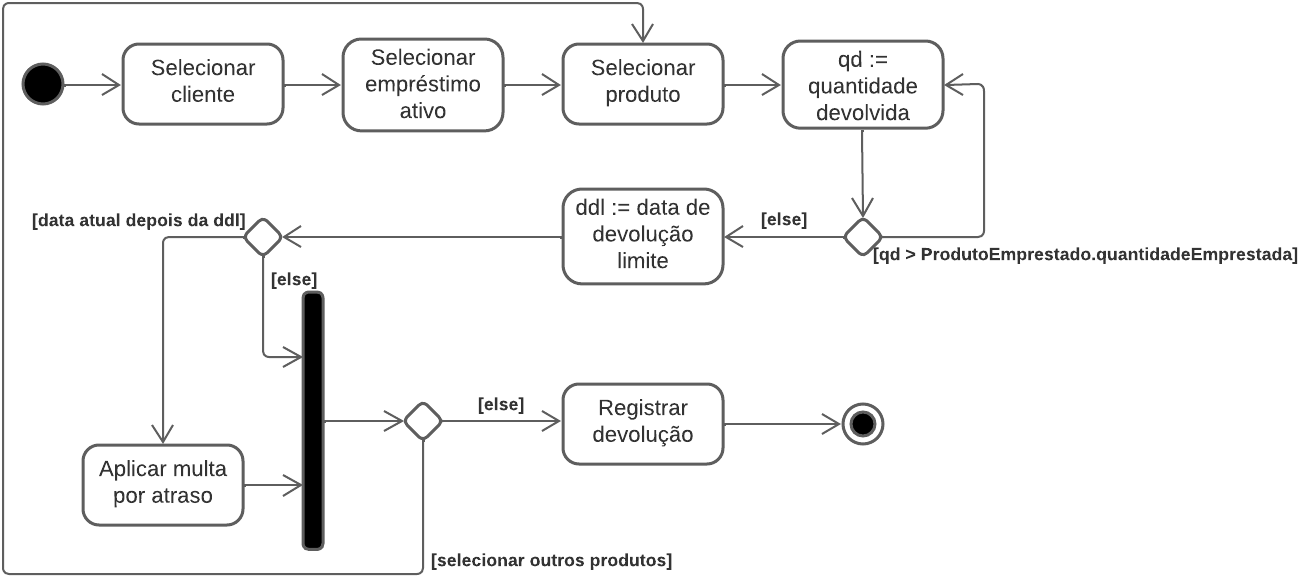 Selecionar
cliente
Selecionar
empréstimo
ativo
Selecionar
produto
qd :=
quantidade
devolvida
[data atual depois da ddl]
ddl := data de
devolução
limite
[else]
[qd > ProdutoEmprestado.quantidadeEmprestada]
[else]
[else]
Registrar
devolução
Aplicar multa
por atraso
[selecionar outros produtos]